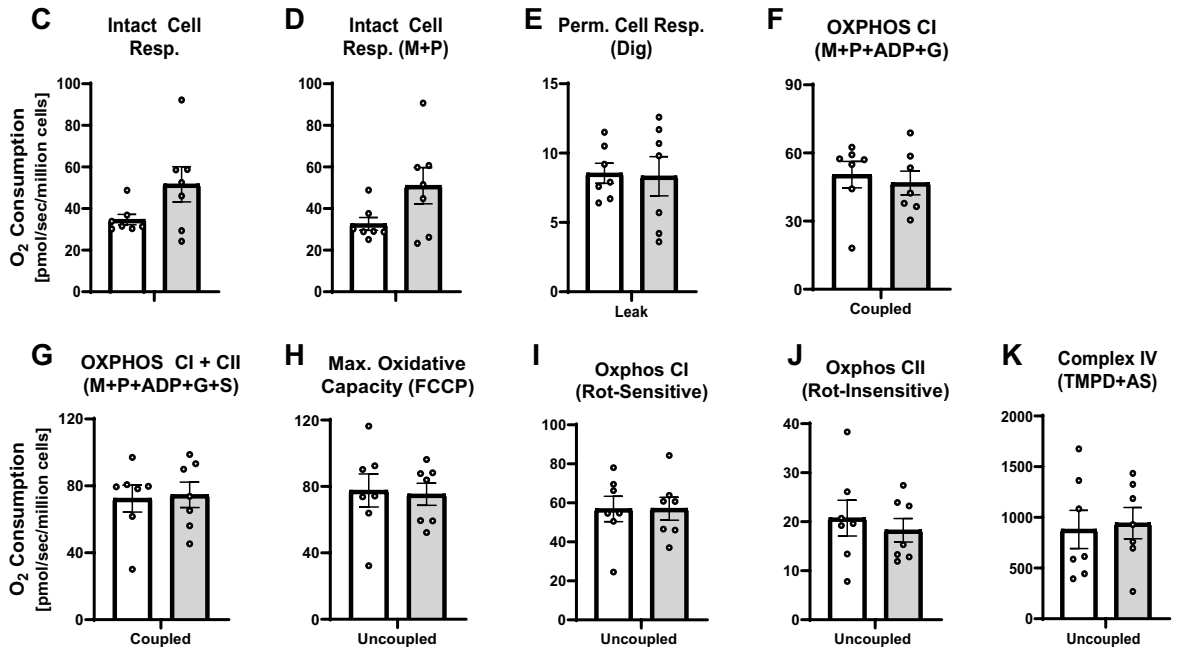 C
Intact Cell
Resp.
D
Intact Cell
Resp. (M+P)
E
Perm. Cell Resp.
(Dig)
F
OXPHOS CI
(M+P+ADP+G)
O2 Consumption
[pmol/sec/million cells]
100
80
60
40
20
0
100
80
60
40
20
0
15
10
5
0
Leak
90
60
30
0
Coupled
G
OXPHOS CI + CII
(M+P+ADP+G+S)
H
Max. Oxidative
Capacity (FCCP)
I
Oxphos CI
(Rot-Sensitive)
J
Oxphos CII
(Rot-Insensitive)
K
Complex IV
(TMPD+AS)
O2 Consumption
[pmol/sec/million cells]
120
80
40
0
Coupled
120
80
40
0
Uncoupled
100
80
60
40
20
0
Uncoupled
40
30
20
10
0
Uncoupled
2000
1500
1000
500
0
Uncoupled